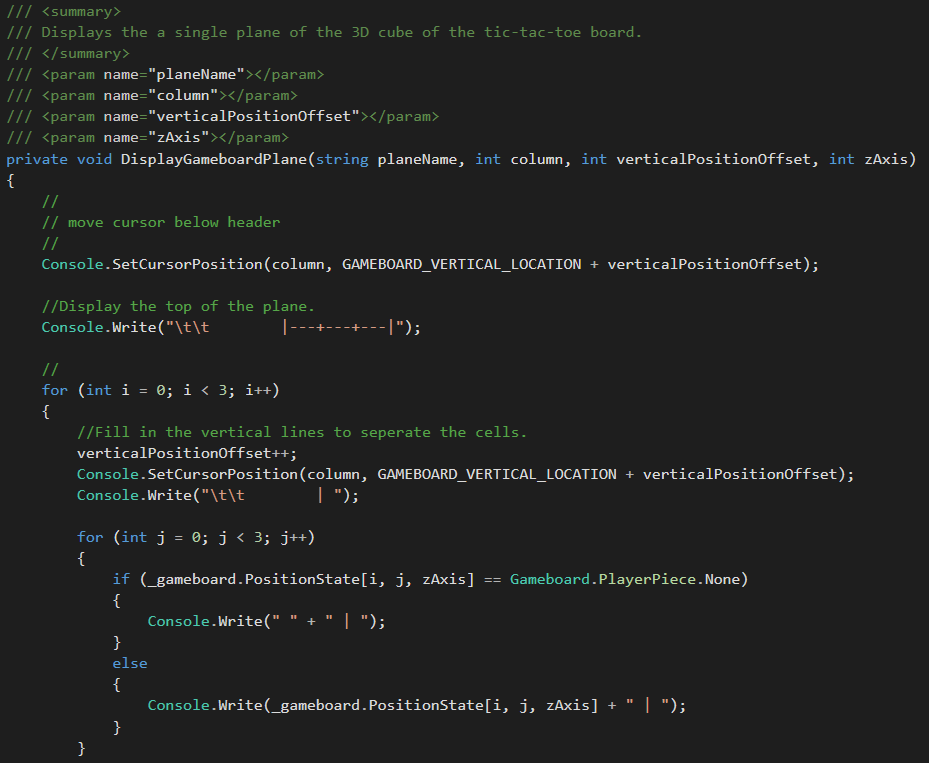 /// <summary>
/// Displays the a single plane of the 3D cube of the tic-tac-toe board.
/// </summary>
/// <param name="planeName"></param>
/// <param name="column"></param>
/// <param name="verticalPositionOffset"></param>
/// <param name="zAxis"></param>
private void DisplayGameboardPlane(string planeName, int column, int verticalPositionOffset, int zAxis)
{
    //
    // move cursor below header
    //
    Console.SetCursorPosition(column, GAMEBOARD_VERTICAL_LOCATION + verticalPositionOffset);

    //Display the top of the plane.
    Console.Write("\t\t        |---+---+---|");

    //
    for (int i = 0; i < 3; i++)
    {
        //Fill in the vertical lines to seperate the cells.
        verticalPositionOffset++;
        Console.SetCursorPosition(column, GAMEBOARD_VERTICAL_LOCATION + verticalPositionOffset);
        Console.Write("\t\t        | ");

        for (int j = 0; j < 3; j++)
        {
            if (_gameboard.PositionState[i, j, zAxis] == Gameboard.PlayerPiece.None)
            {
                Console.Write(" " + " | ");
            }
            else
            {
                Console.Write(_gameboard.PositionState[i, j, zAxis] + " | ");
            }
        }